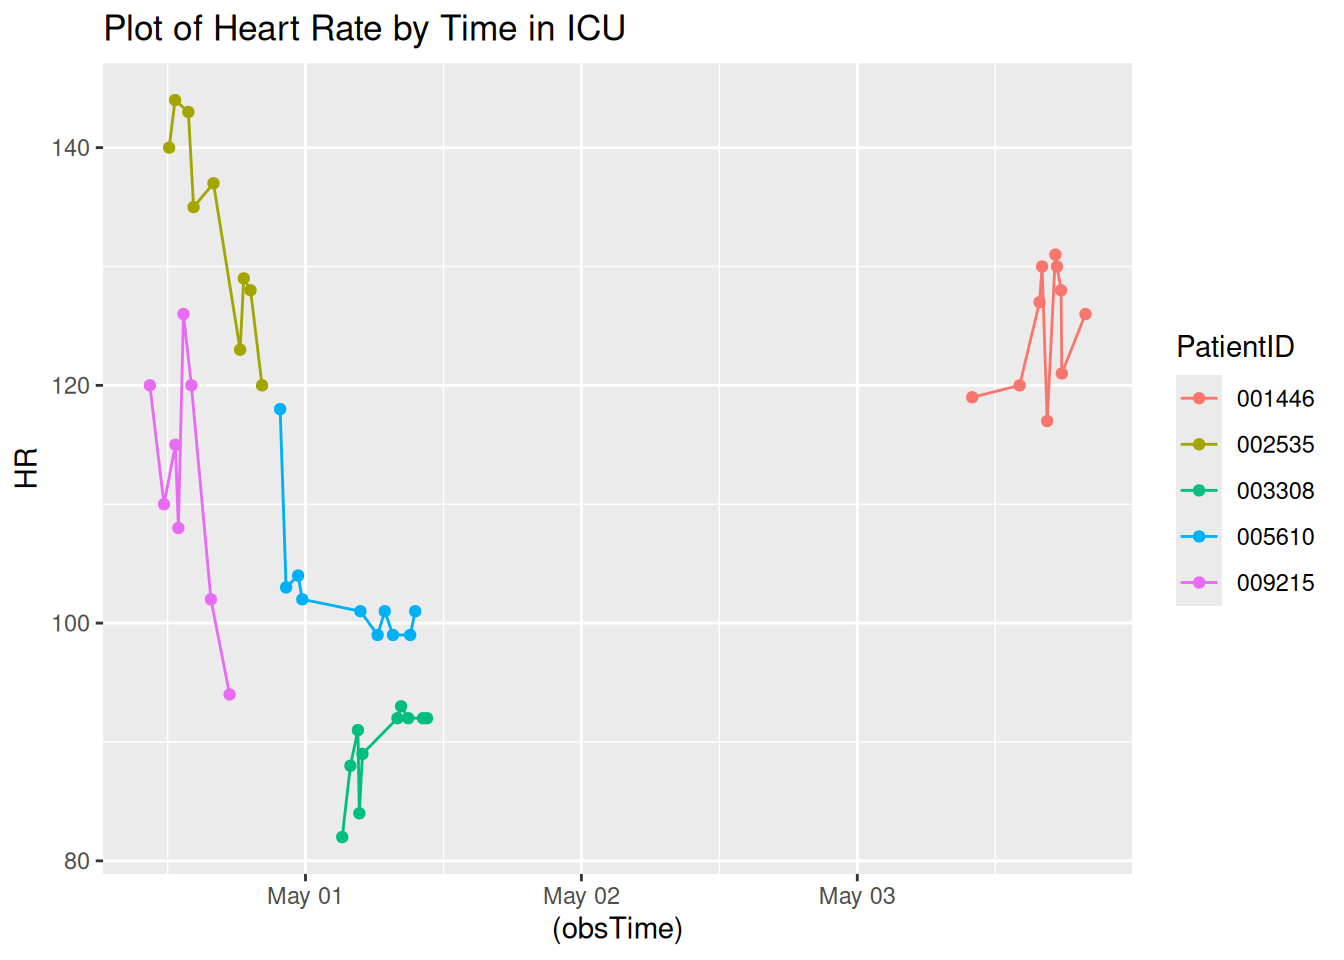 Plot of Heart Rate by Time in ICU
140
120
100
80
HR
May 01
May 02
May 03
(obsTime)
PatientID
001446
002535
003308
005610
009215